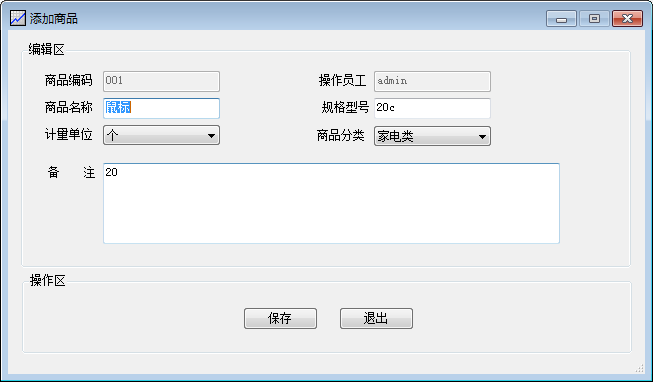 添加商品
编辑区
商品编码 001 操作员工 admin
商品名称 鼠标 规格型号 20c
计量单位 个 商品分类 家电类
备 注 20
操作区
保存 退出